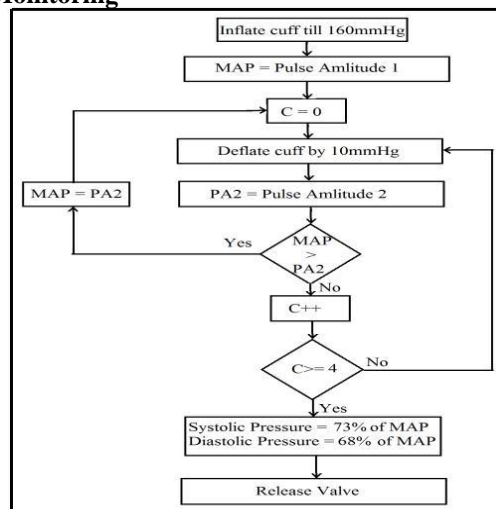 Monitoring
Inflate cuff till 160mmHg
MAP = Pulse Amlitude 1
C = 0
Deflate cuff by 10mmHg
MAP = PA2
PA2 = Pulse Amlitude 2
Yes
MAP
>
PA2
No
C++
C>= 4
No
Yes
Systolic Pressure = 73% of MAP
Diastolic Pressure = 68% of MAP
Release Valve